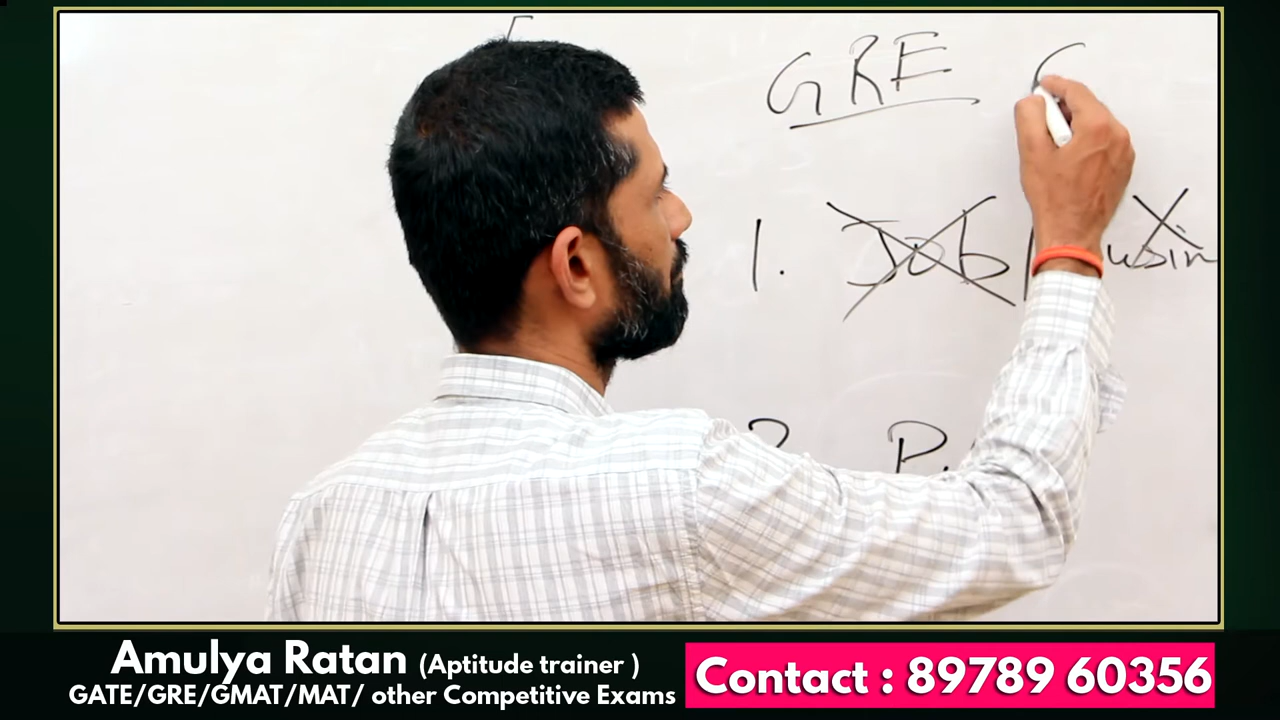 GRE
1. Job
2. P.
Amulya Ratan (Aptitude trainer )
GATE/GRE/GMAT/MAT/ other Competitive Exams
Contact : 89789 60356